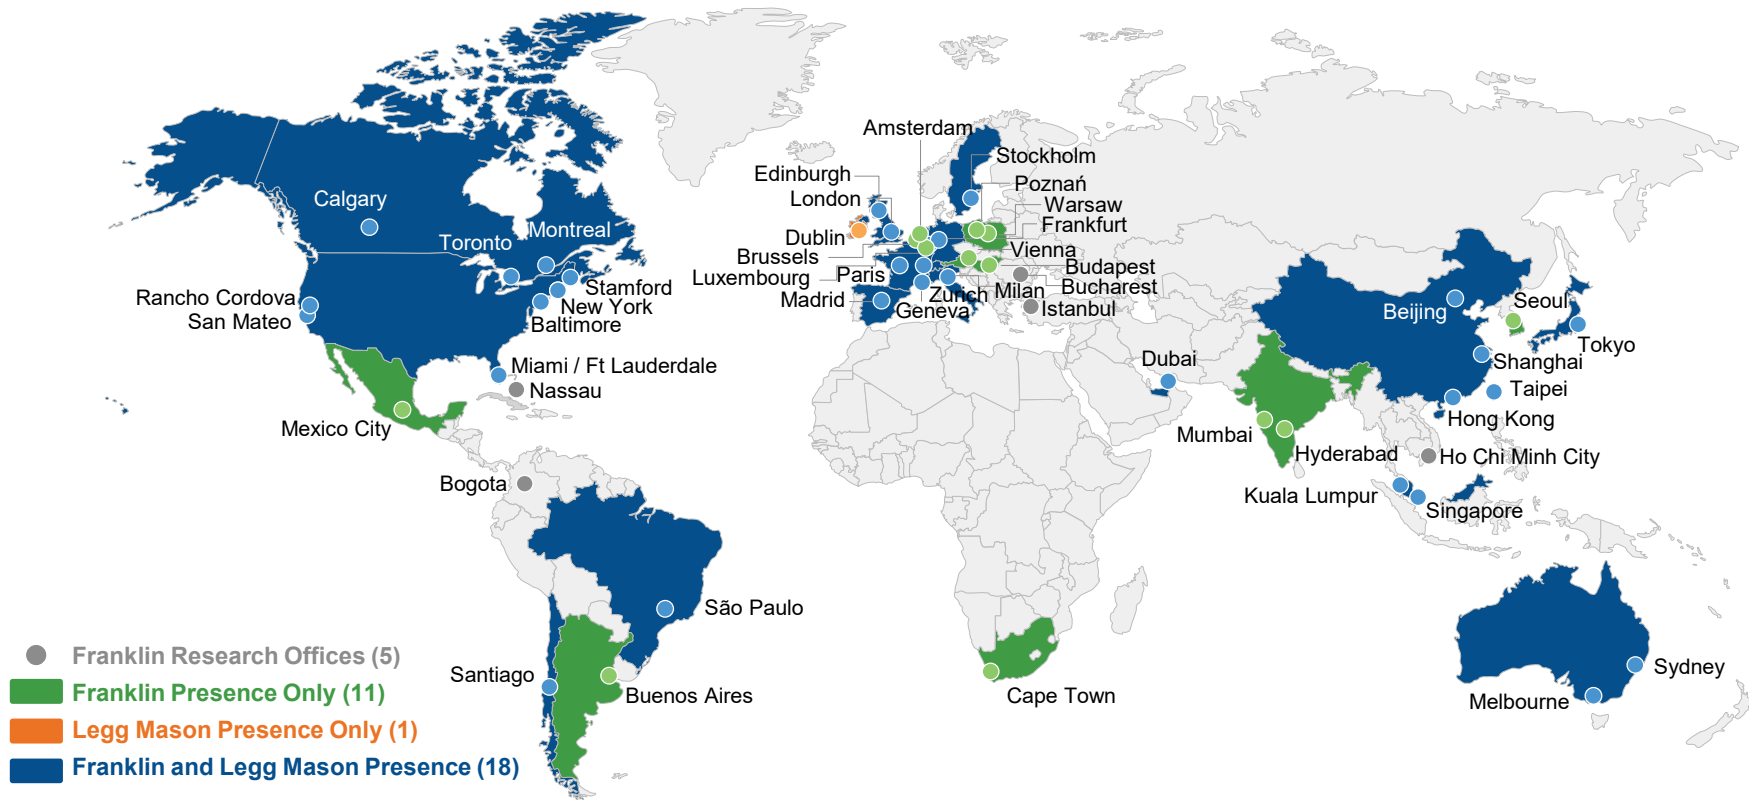 Amsterdam
Stockholm
Edinburgh
Poznań
London
Warsaw
Calgary
Frankfurt
Montreal
Dublin
Toronto
Vienna
Brussels
Budapest
Luxembourg
Paris
Stamford
Bucharest
Milan
Rancho Cordova
Madrid
Zurich
New York
Seoul
San Mateo
Geneva
Istanbul
Beijing
Baltimore
Tokyo
Dubai
Shanghai
Miami / Ft Lauderdale
Nassau
Taipei
Mexico City
Hong Kong
Mumbai
Hyderabad
Ho Chi Minh City
Bogota
Kuala Lumpur
Singapore
São Paulo
Franklin Research Offices (5)
Sydney
Santiago
Franklin Presence Only (11)
Buenos Aires
Cape Town
Melbourne
Legg Mason Presence Only (1)
Franklin and Legg Mason Presence (18)